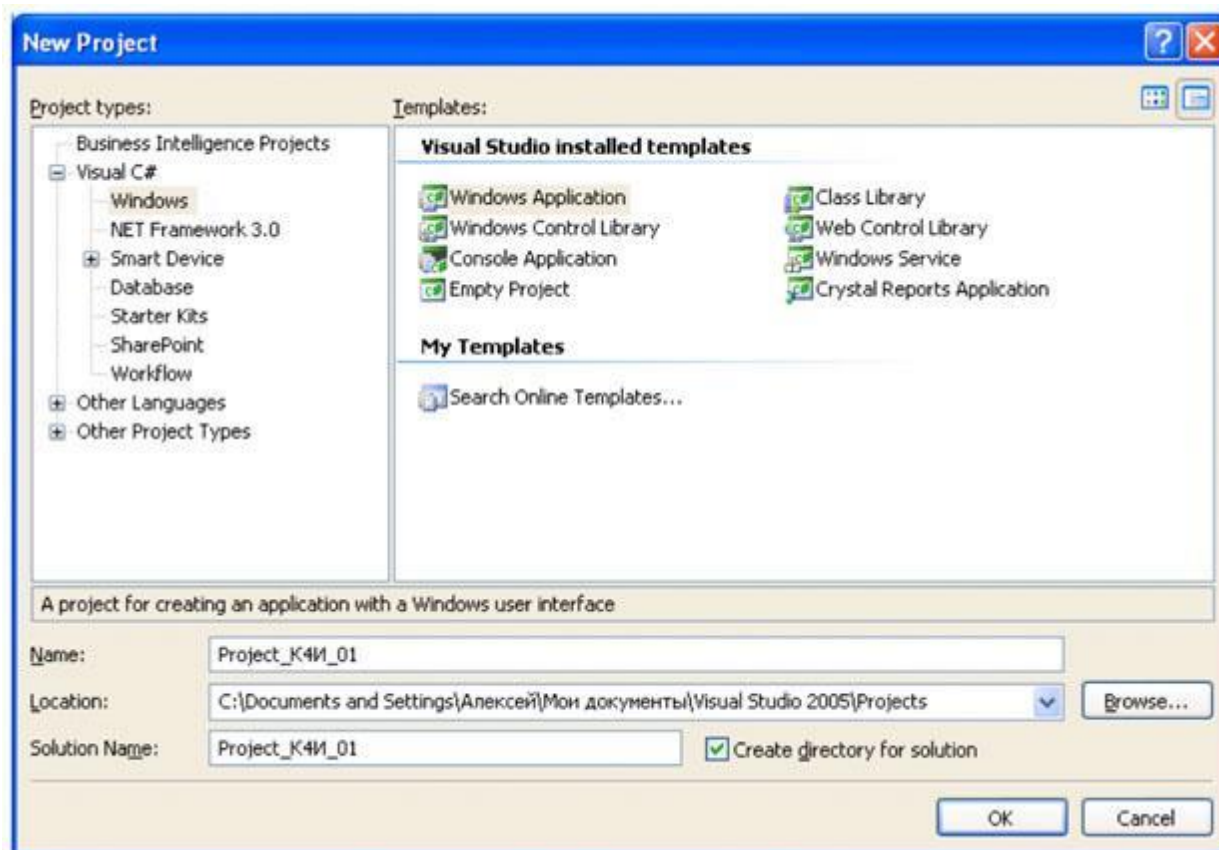 New Project
Project types:
Business Intelligence Projects
Visual C#
Windows
NET Framework 3.0
Smart Device
Database
Starter Kits
SharePoint
Workflow
Other Languages
Other Project Types
Templates:
Visual Studio installed templates
Windows Application
Windows Control Library
Console Application
Empty Project
Class Library
Web Control Library
Windows Service
Crystal Reports Application
My Templates
Search Online Templates...
A project for creating an application with a Windows user interface
Name: Project_К4И_01
Location: C:\Documents and Settings\Алексей\Мои документы\Visual Studio 2005\Projects Browse...
Solution Name: Project_К4И_01 Create directory for solution
OK Cancel